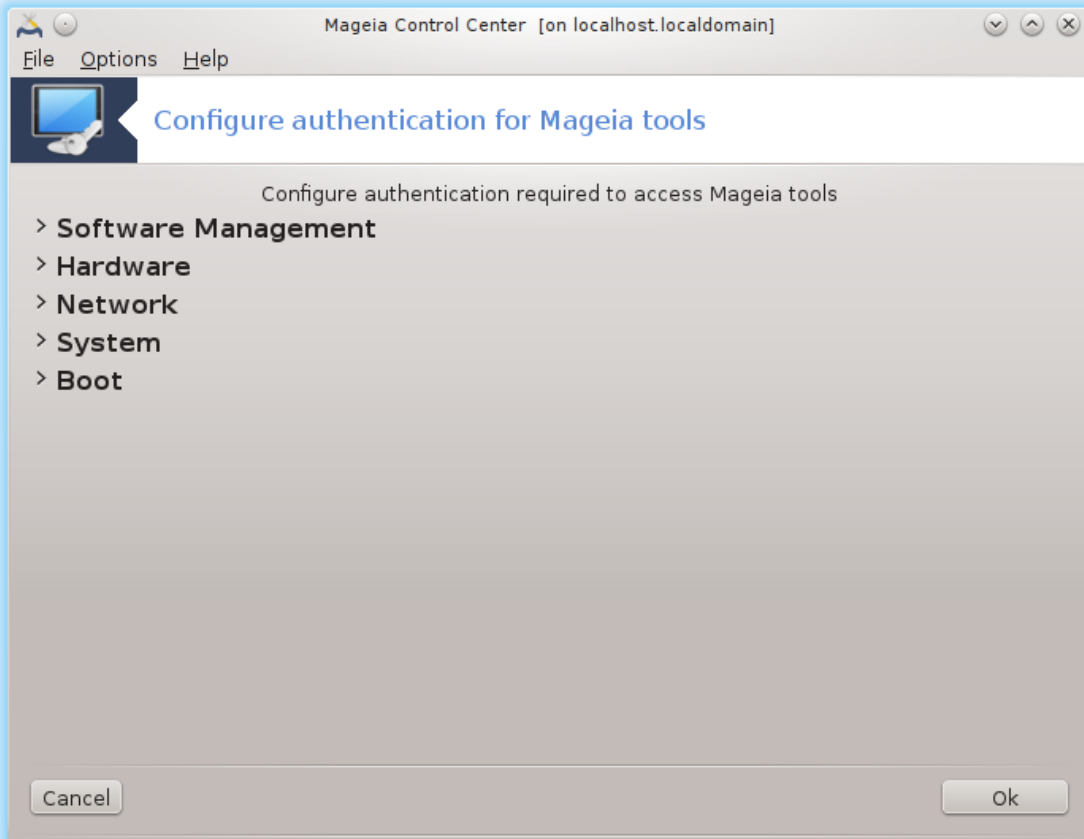 Mageia Control Center [on localhost.localdomain]
File Options Help
Configure authentication for Mageia tools
Configure authentication required to access Mageia tools
Software Management
Hardware
Network
System
Boot
Cancel Ok